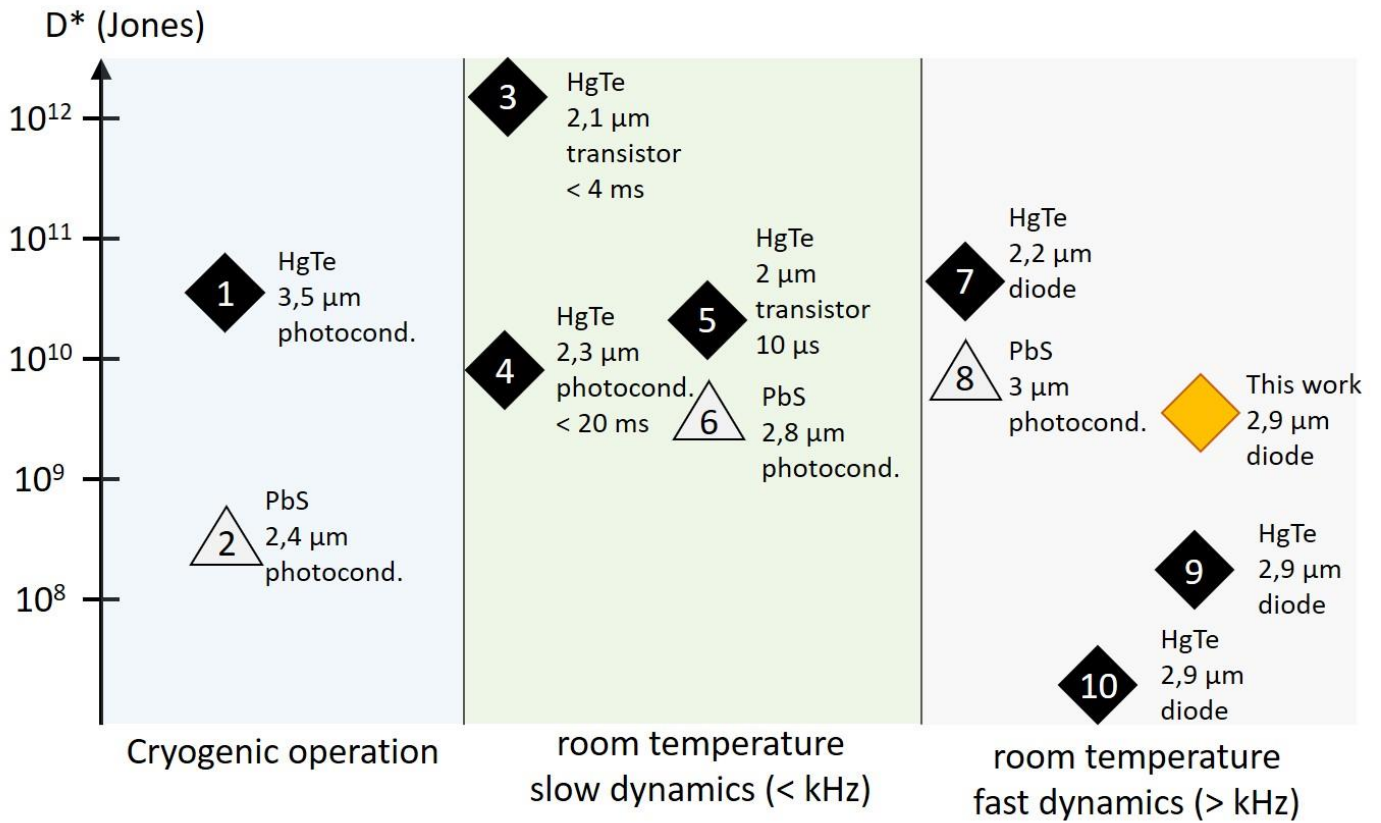 D* (Jones)
10¹²
10¹¹
10¹⁰
10⁹
10⁸
1
HgTe
3,5 µm
photocond.
2
PbS
2,4 µm
photocond.
Cryogenic operation
3
HgTe
2,1 µm
transistor
< 4 ms
4
HgTe
2,3 µm
photocond.
< 20 ms
5
HgTe
2 µm
transistor
10 µs
6
PbS
2,8 µm
photocond.
room temperature
slow dynamics (< kHz)
7
HgTe
2,2 µm
diode
8
PbS
3 µm
photocond.
This work
2,9 µm
diode
9
HgTe
2,9 µm
diode
10
HgTe
2,9 µm
diode
room temperature
fast dynamics (> kHz)